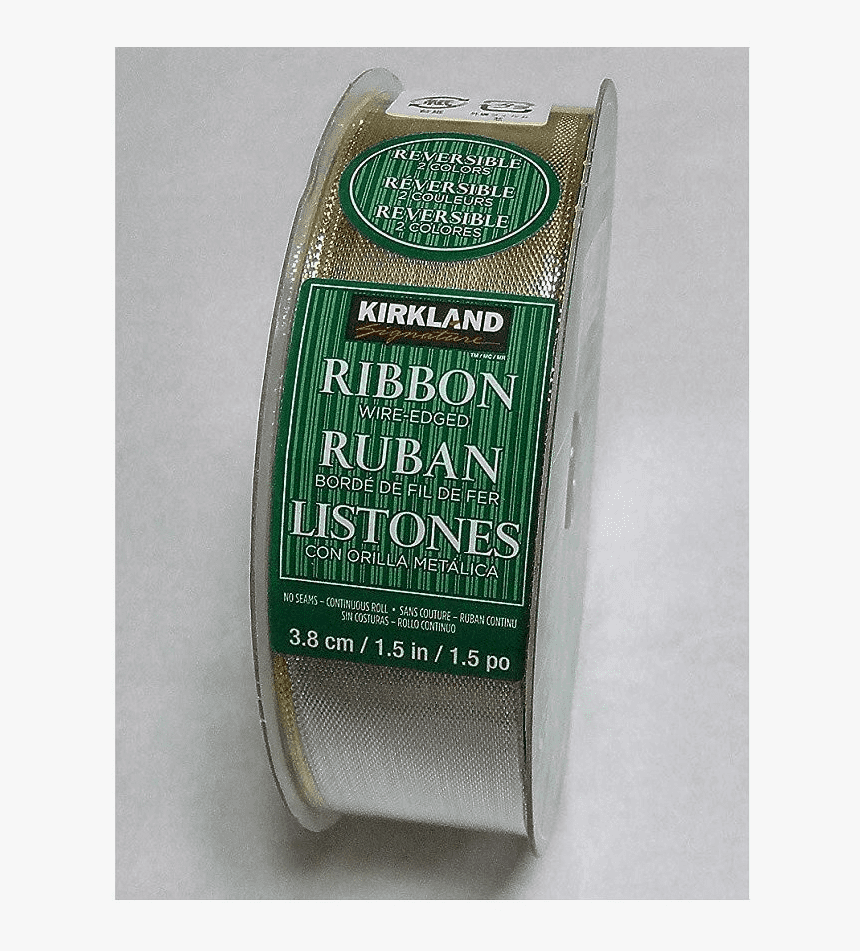 REVERSIBLE
2 COLORS
RÉVERSIBLE
2 COULEURS
REVERSIBLE
2 COLORES
KIRKLAND
Signature
TM/MC/MR
RIBBON
WIRE-EDGED
RUBAN
BORDÉ DE FIL DE FER
LISTONES
CON ORILLA METÁLICA
NO SEAMS – CONTINUOUS ROLL • SANS COUTURE – RUBAN CONTINU
SIN COSTURAS – ROLLO CONTINUO
3.8 cm / 1.5 in / 1.5 po